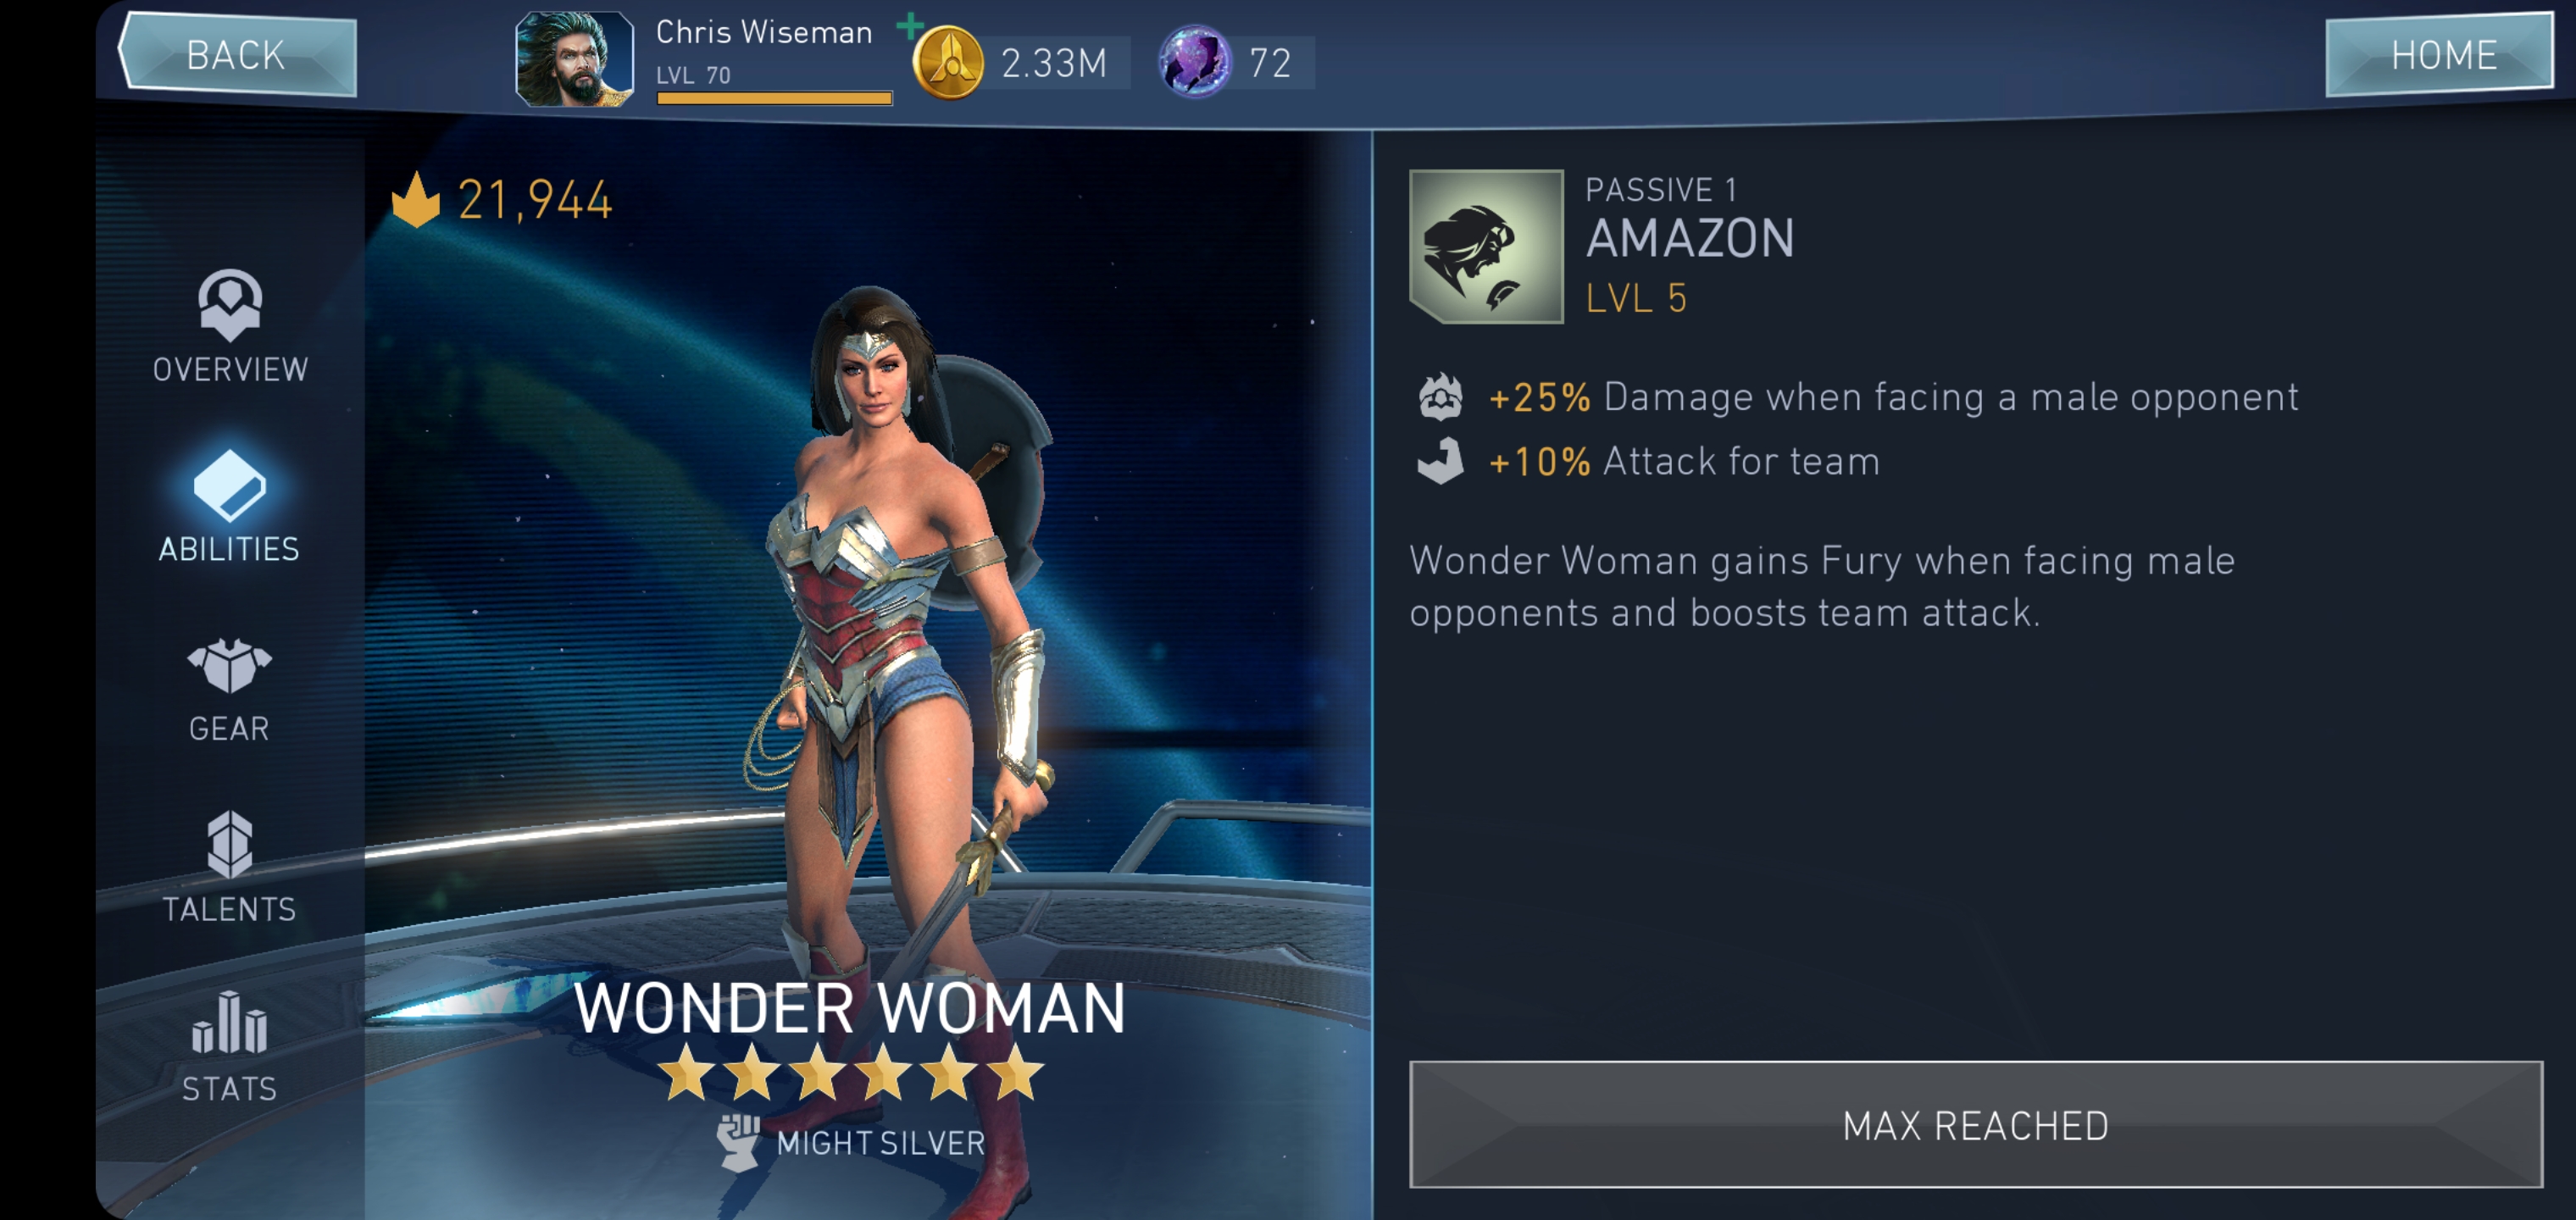 BACK
Chris Wiseman
LVL 70
2.33M
72
HOME
21,944
OVERVIEW
ABILITIES
GEAR
TALENTS
STATS
WONDER WOMAN
MIGHT SILVER
PASSIVE 1
AMAZON
LVL 5
+25% Damage when facing a male opponent
+10% Attack for team
Wonder Woman gains Fury when facing male
opponents and boosts team attack.
MAX REACHED